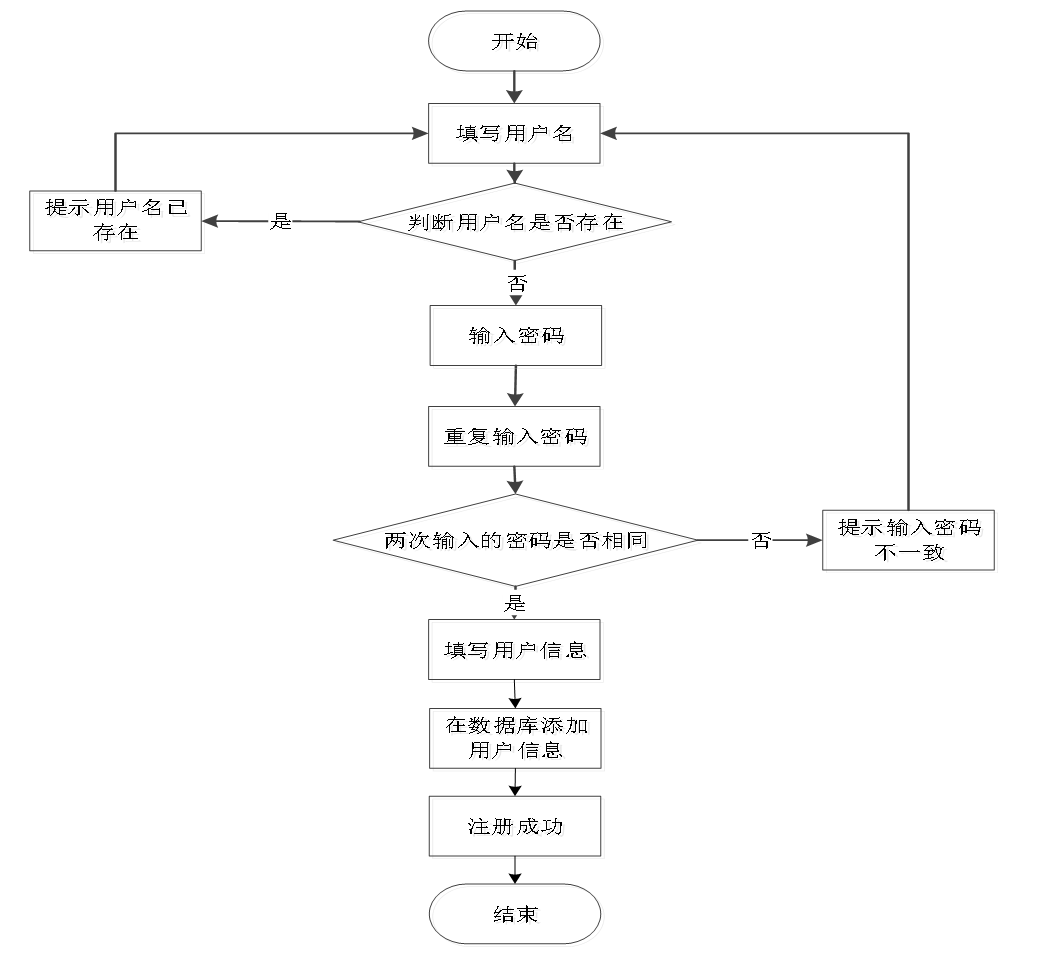 开始
填写用户名
提示用户名已
存在
是
判断用户名是否存在
否
输入密码
重复输入密码
两次输入的密码是否相同
否
提示输入密码
不一致
是
填写用户信息
在数据库添加
用户信息
注册成功
结束